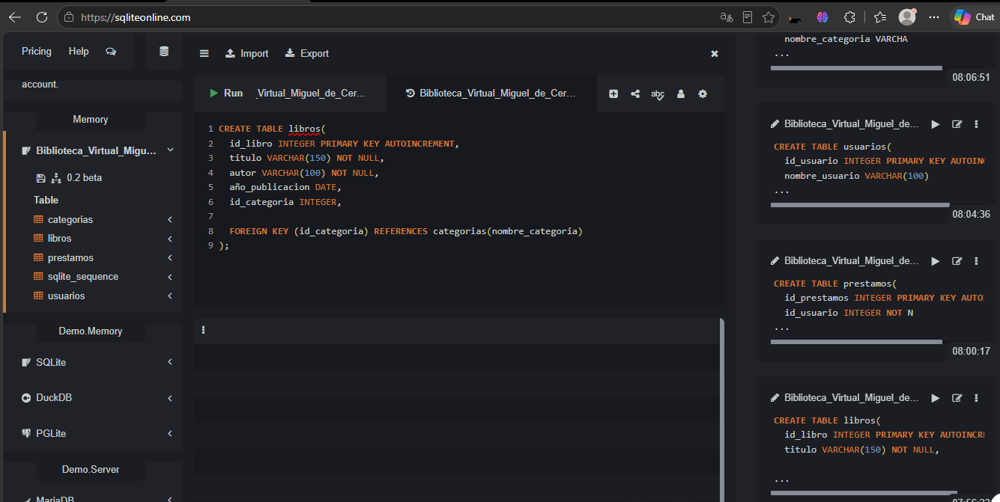 https://sqliteonline.com
Chat
Pricing Help
account.
Memory
Biblioteca_Virtual_Migu...
0.2 beta
Table
categorias
libros
prestamos
sqlite_sequence
usuarios
Demo.Memory
SQLite
DuckDB
PGLite
Demo.Server
MariaDB
Import Export
Run _Virtual_Miguel_de_Cer... Biblioteca_Virtual_Miguel_de_Cer...
abc
1 CREATE TABLE libros(
2 id_libro INTEGER PRIMARY KEY AUTOINCREMENT,
3 titulo VARCHAR(150) NOT NULL,
4 autor VARCHAR(100) NOT NULL,
5 año_publicacion DATE,
6 id_categoria INTEGER,
7
8 FOREIGN KEY (id_categoria) REFERENCES categorias(nombre_categoria)
9 );
nombre_categoria VARCHA
...
08:06:51
Biblioteca_Virtual_Miguel_de...
CREATE TABLE usuarios(
id_usuario INTEGER PRIMARY KEY AUTOIN
nombre_usuario VARCHAR(100)
...
08:04:36
Biblioteca_Virtual_Miguel_de...
CREATE TABLE prestamos(
id_prestamos INTEGER PRIMARY KEY AUTO
id_usuario INTEGER NOT N
...
08:00:17
Biblioteca_Virtual_Miguel_de...
CREATE TABLE libros(
id_libro INTEGER PRIMARY KEY AUTOINCR
titulo VARCHAR(150) NOT NULL,
...